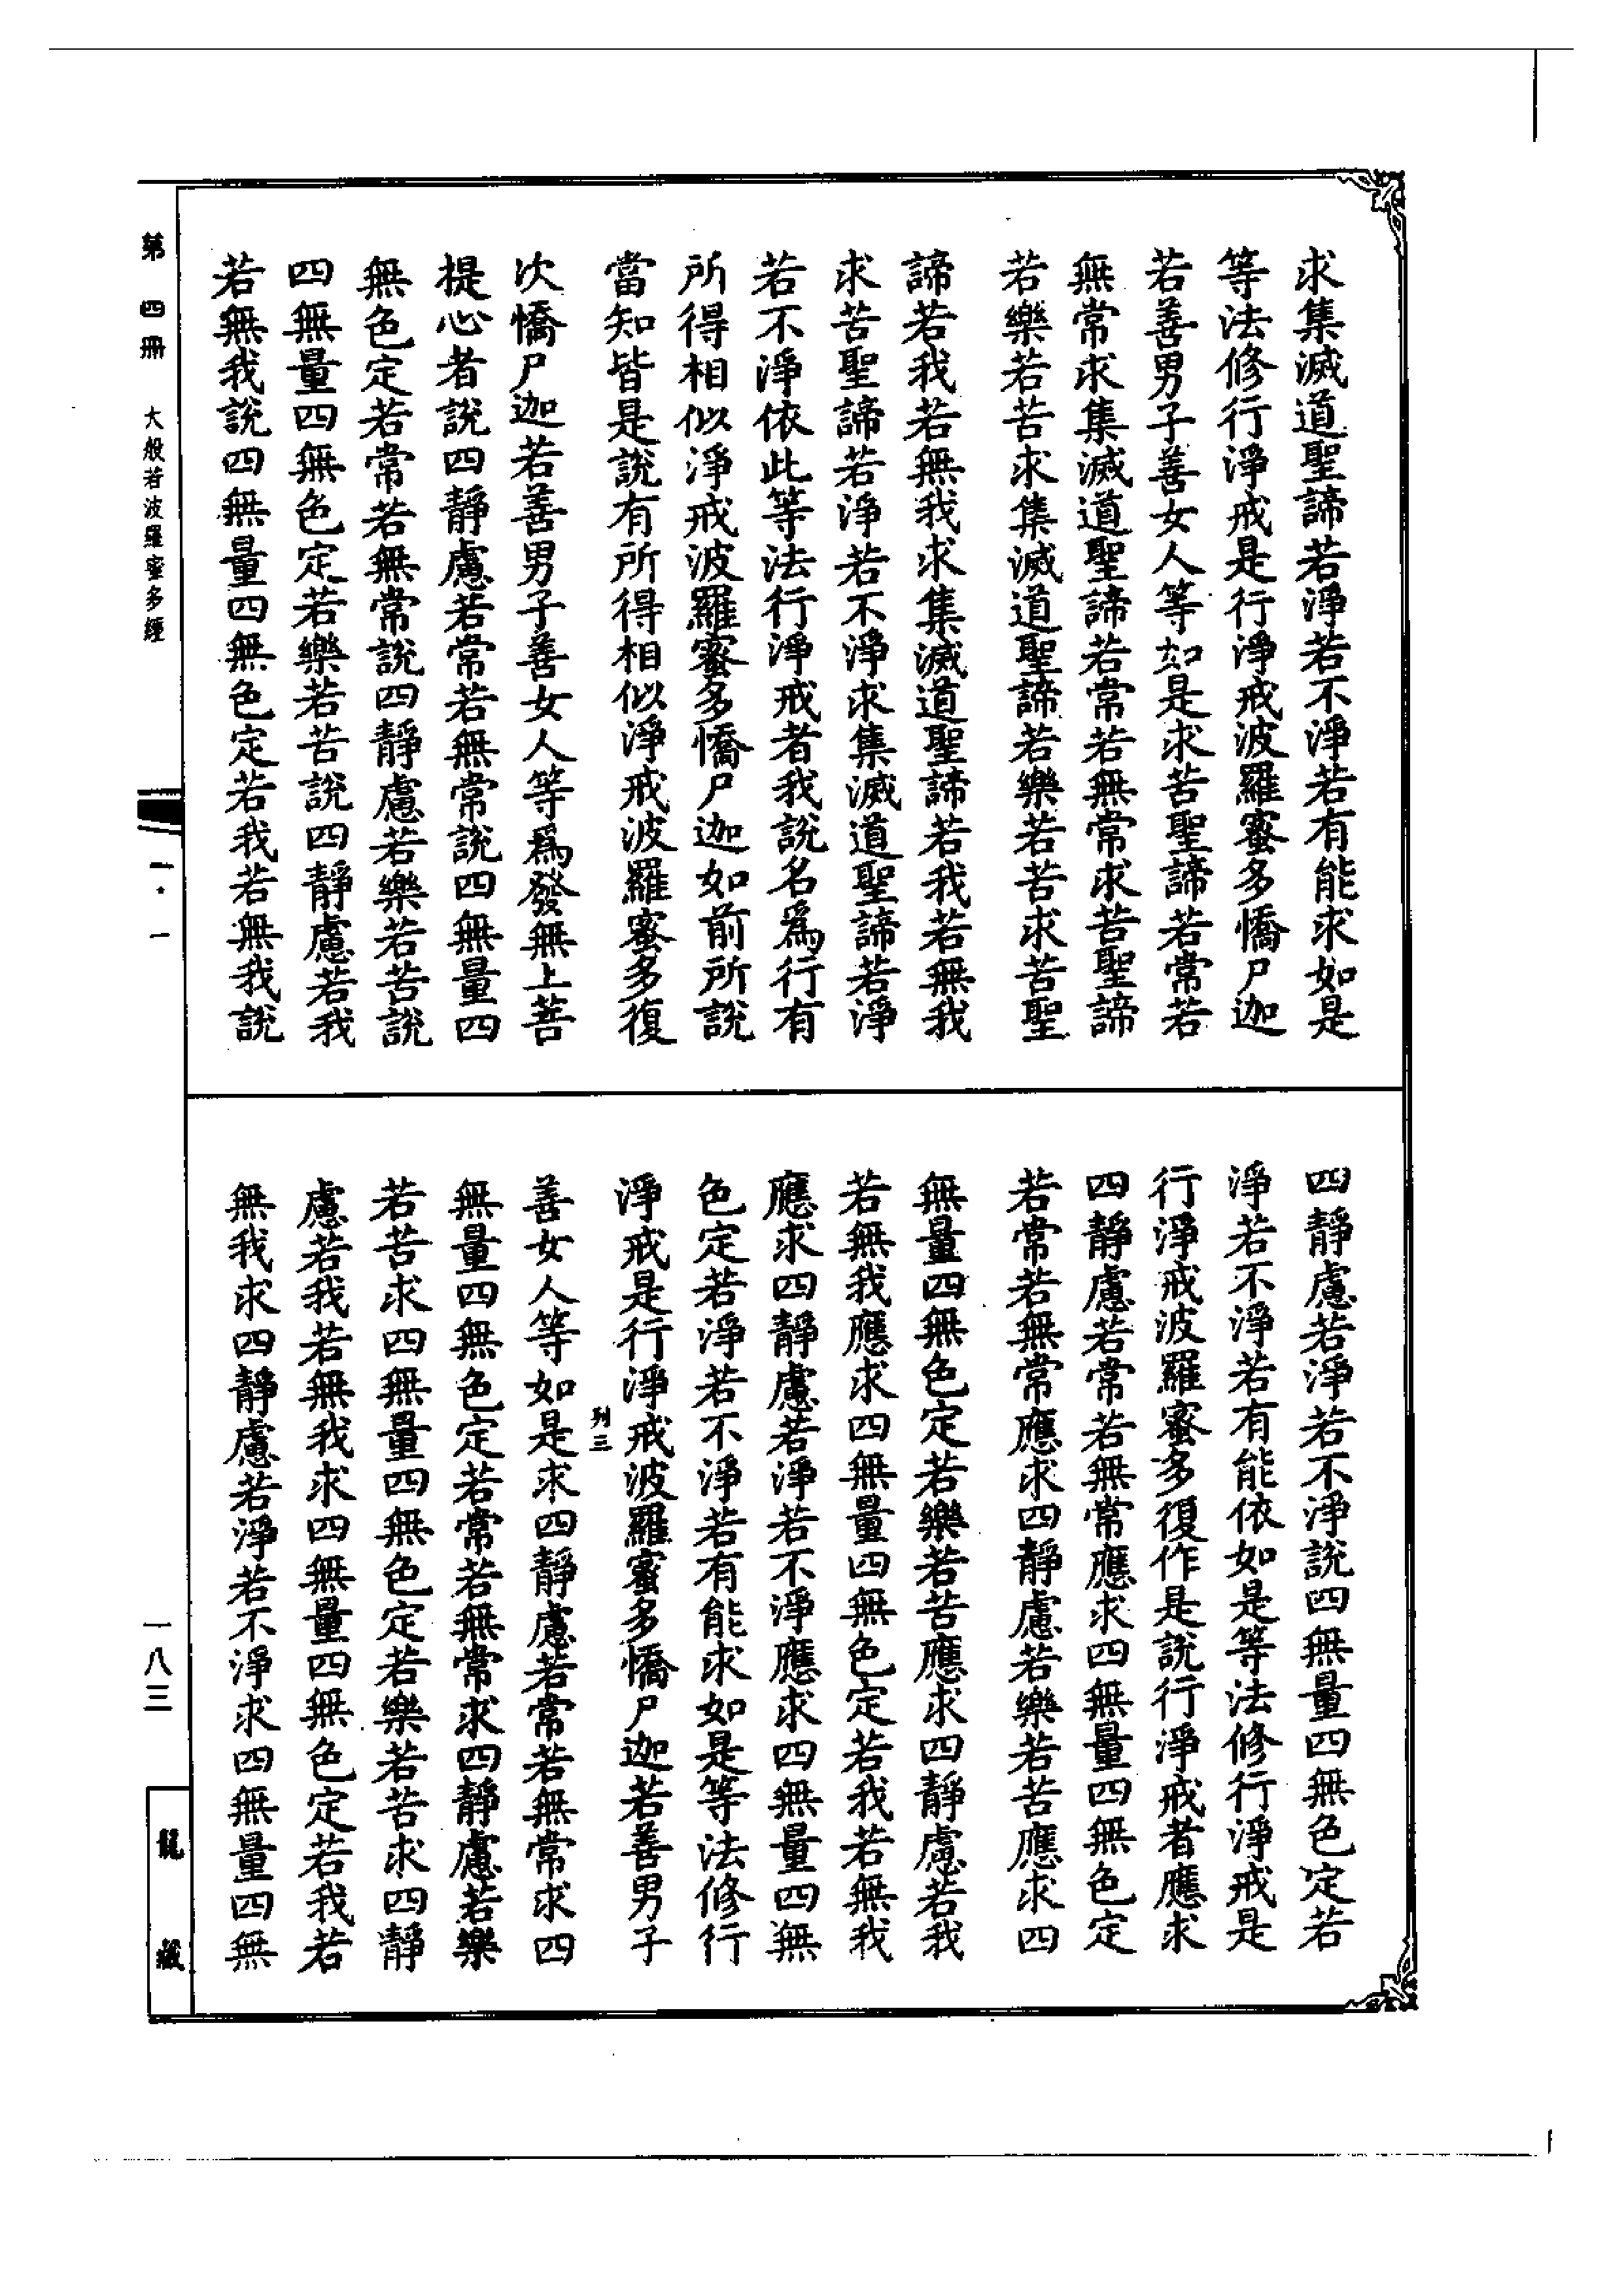 求集滅道聖諦若淨若不淨若有能求如是
等法修行淨戒是行淨戒波羅蜜多憍尸迦
若善男子善女人等如是求苦聖諦若常若
無常求集滅道聖諦若常若無常求苦聖諦
若樂若苦求集滅道聖諦若樂若苦求苦聖
諦若我若無我求集滅道聖諦若我若無我
求苦聖諦若淨若不淨求集滅道聖諦若淨
若不淨依此等法行淨戒者我說名爲行有
所得相似淨戒波羅蜜多憍尸迦如前所說
當知皆是說有所得相似淨戒波羅蜜多復
次憍尸迦若善男子善女人等爲發無上菩
提心者說四靜慮若常若無常說四無量四
無色定若常若無常說四靜慮若樂若苦說
四無量四無色定若樂若苦說四靜慮若我
若無我說四無量四無色定若我若無我說
四靜慮若淨若不淨說四無量四無色定若
淨若不淨若有能依如是等法修行淨戒是
行淨戒波羅蜜多復作是說行淨戒者應求
四靜慮若常若無常應求四無量四無色定
若常若無常應求四靜慮若樂若苦應求四
無量四無色定若樂若苦應求四靜慮若我
若無我應求四無量四無色定若我若無我
應求四靜慮若淨若不淨應求四無量四無
色定若淨若不淨若有能求如是等法修行
淨戒是行淨戒波羅蜜多憍尸迦若善男子
列三
善女人等如是求四靜慮若常若無常求四
無量四無色定若常若無常求四靜慮若樂
若苦求四無量四無色定若樂若苦求四靜
慮若我若無我求四無量四無色定若我若
無我求四靜慮若淨若不淨求四無量四無
第四冊 大般若波羅蜜多經
一·一
一八三
龍藏